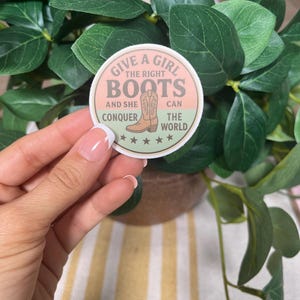 GIVE A GIRL
THE RIGHT
BOOTS
AND SHE CAN
CONQUER THE
WORLD